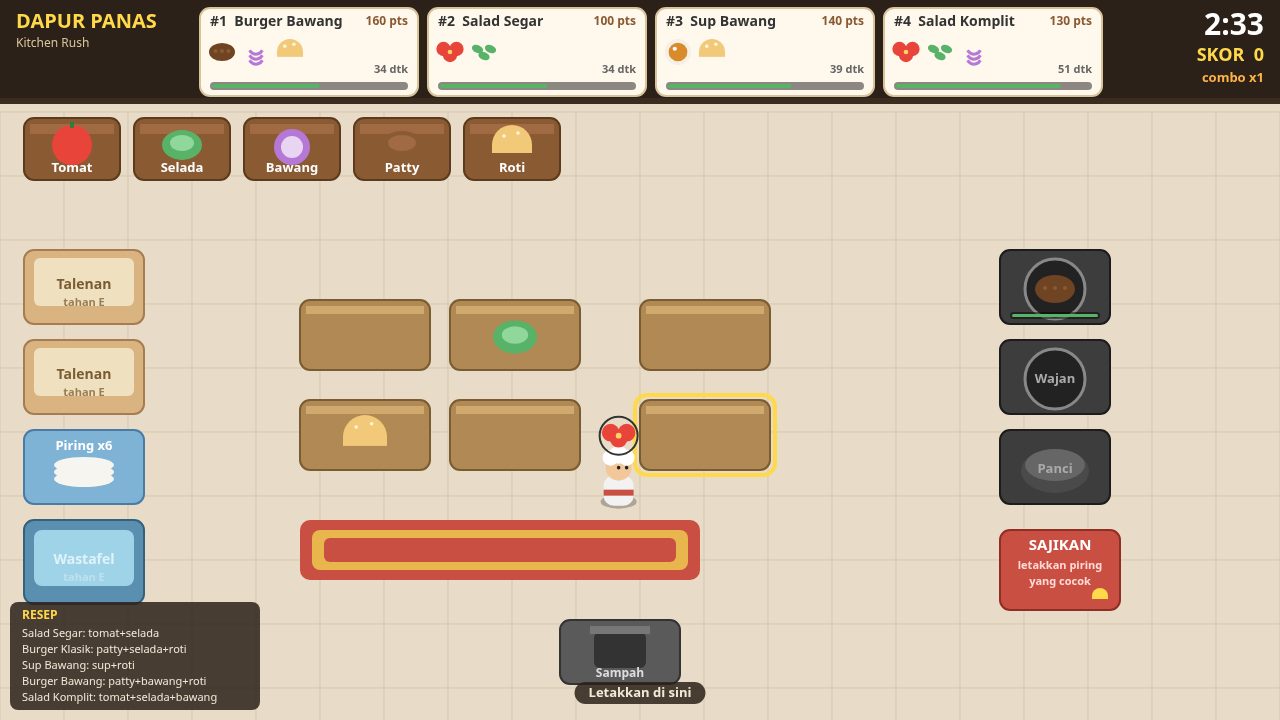 DAPUR PANAS
Kitchen Rush
#1 Burger Bawang 160 pts
34 dtk
#2 Salad Segar 100 pts
34 dtk
#3 Sup Bawang 140 pts
39 dtk
#4 Salad Komplit 130 pts
51 dtk
2:33
SKOR 0
combo x1
Tomat
Selada
Bawang
Patty
Roti
Talenan
tahan E
Talenan
tahan E
Piring x6
Wastafel
tahan E
Wajan
Panci
SAJIKAN
letakkan piring
yang cocok
RESEP
Salad Segar: tomat+selada
Burger Klasik: patty+selada+roti
Sup Bawang: sup+roti
Burger Bawang: patty+bawang+roti
Salad Komplit: tomat+selada+bawang
Sampah
Letakkan di sini